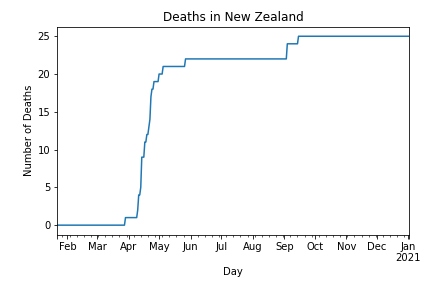 Deaths in New Zealand
Number of Deaths
25
20
15
10
5
0
Feb Mar Apr May Jun Jul Aug Sep Oct Nov Dec Jan
2021
Day